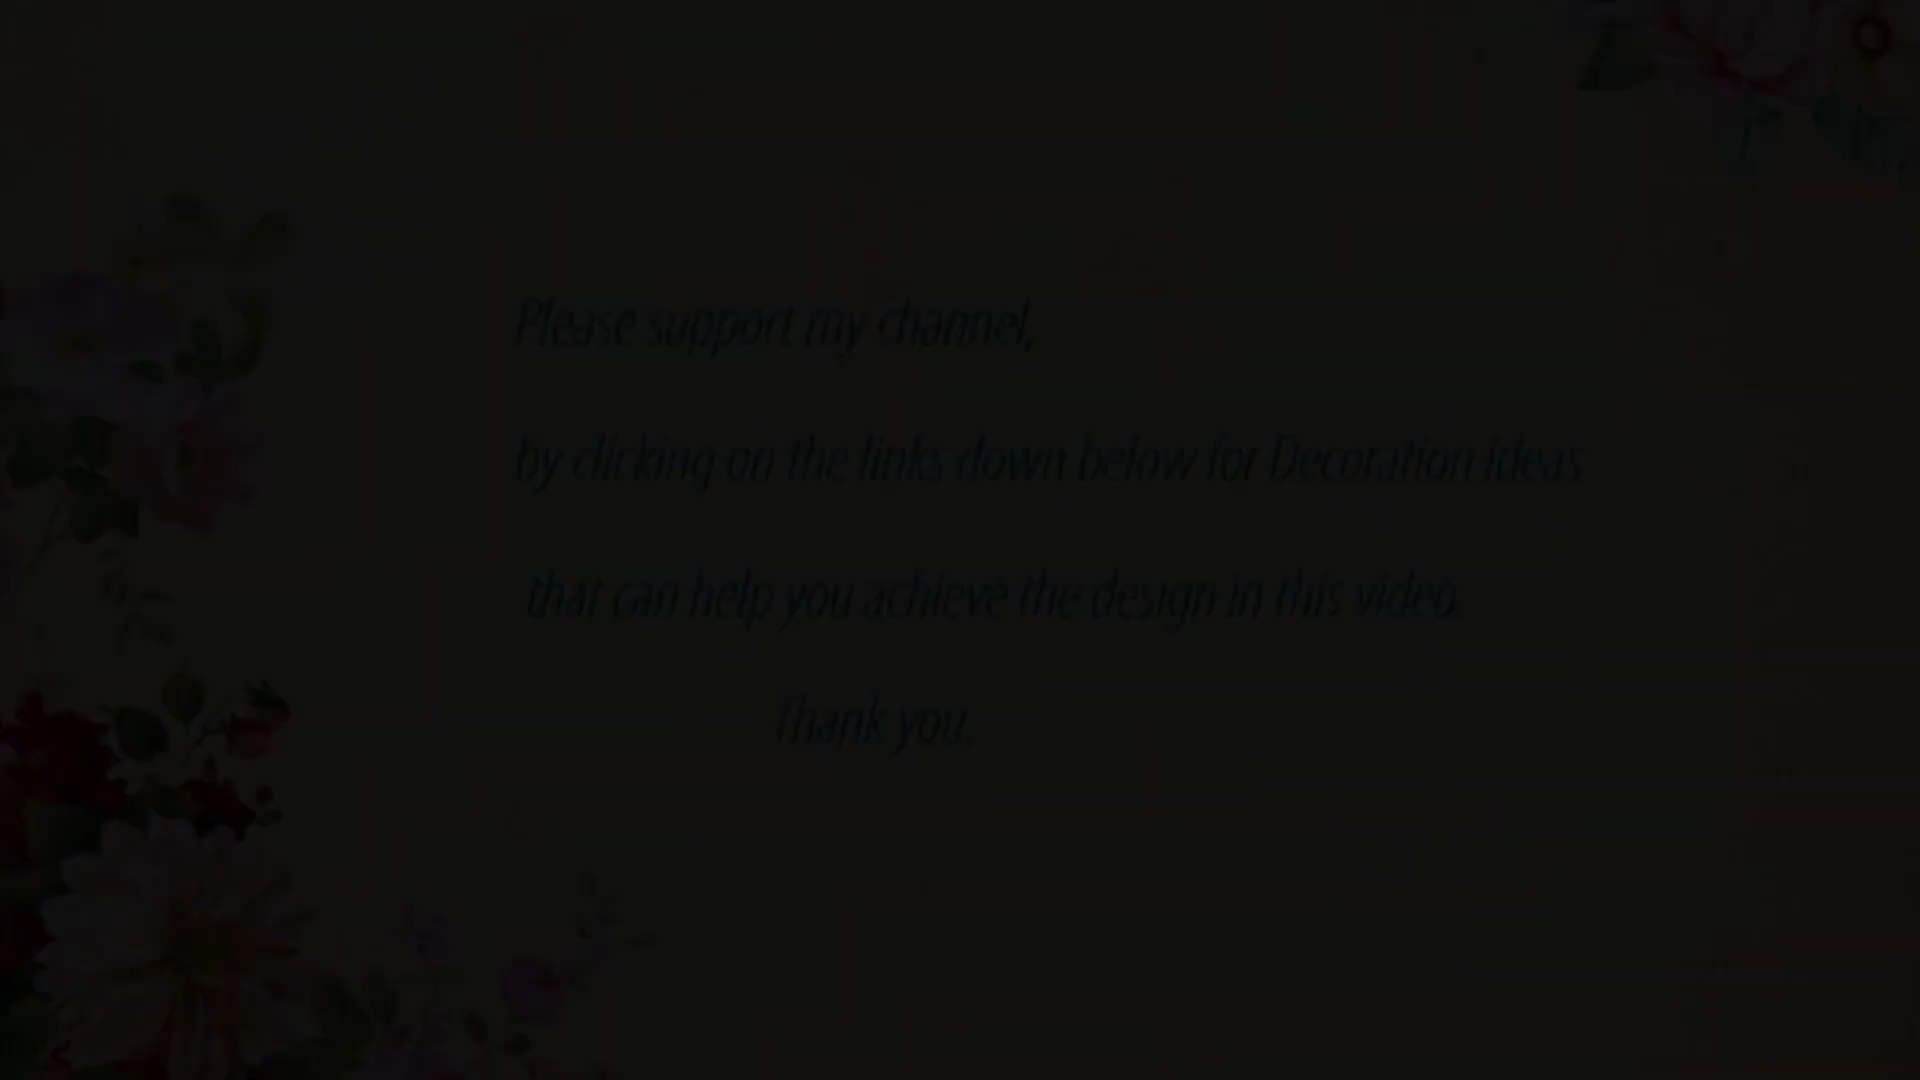 Please support my channel,
by clicking on the links down below for Decoration ideas
that can help you achieve the design in this video.
Thank you.